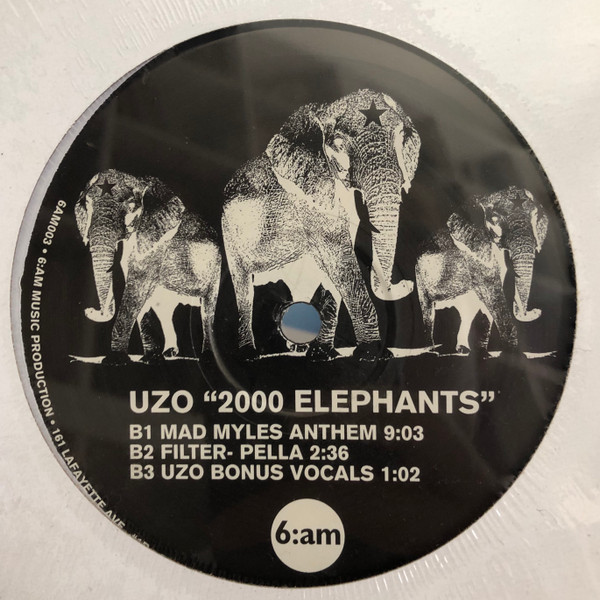 UZO “2000 ELEPHANTS”
B1 MAD MYLES ANTHEM 9:03
B2 FILTER- PELLA 2:36
B3 UZO BONUS VOCALS 1:02
6:am
6AM003 • 6:AM MUSIC PRODUCTION • 161 LAFAYETTE AVE